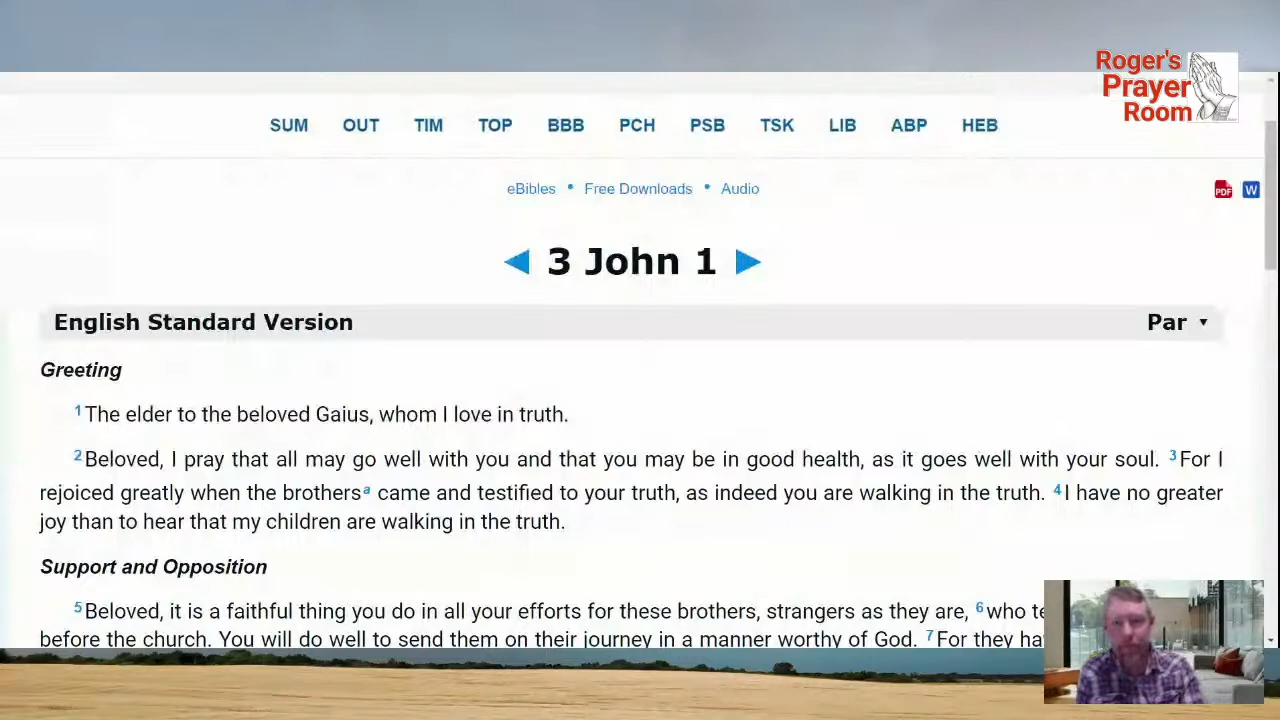 Roger's
Prayer
Room
SUM OUT TIM TOP BBB PCH PSB TSK LIB ABP HEB
eBibles • Free Downloads • Audio
PDF W
◄ 3 John 1 ►
English Standard Version Par ▼
Greeting
1 The elder to the beloved Gaius, whom I love in truth.
2 Beloved, I pray that all may go well with you and that you may be in good health, as it goes well with your soul. 3 For I
rejoiced greatly when the brothers a came and testified to your truth, as indeed you are walking in the truth. 4 I have no greater
joy than to hear that my children are walking in the truth.
Support and Opposition
5 Beloved, it is a faithful thing you do in all your efforts for these brothers, strangers as they are, 6 who te
before the church. You will do well to send them on their journey in a manner worthy of God. 7 For they ha